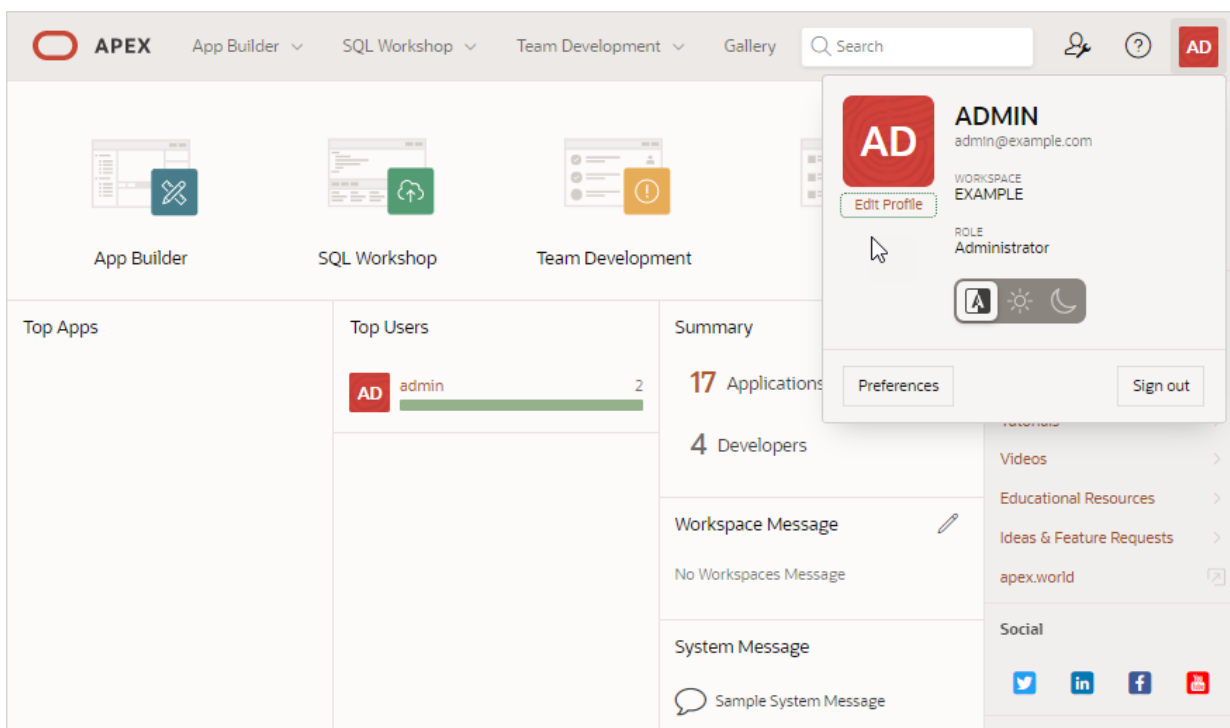 APEX App Builder SQL Workshop Team Development Gallery Search AD
AD
ADMIN
admin@example.com
WORKSPACE
EXAMPLE
Edit Profile
ROLE
Administrator
A
Preferences Sign out
App Builder SQL Workshop Team Development
Top Apps
Top Users
AD admin 2
Summary
17 Applications
4 Developers
Workspace Message
No Workspaces Message
System Message
Sample System Message
Tutorials
Videos
Educational Resources
Ideas & Feature Requests
apex.world
Social